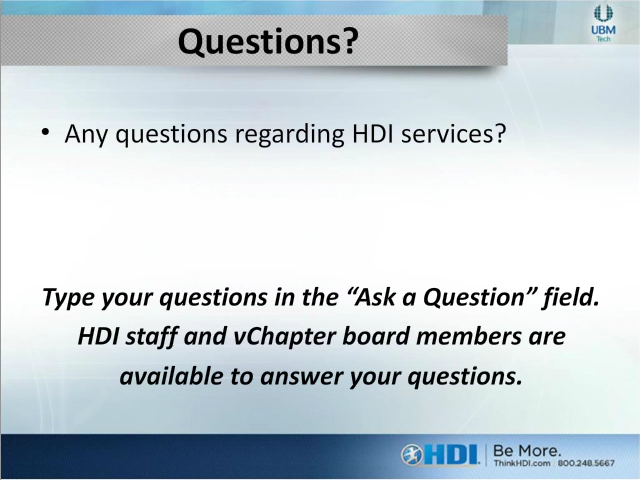 Questions?
UBM
Tech
• Any questions regarding HDI services?
Type your questions in the “Ask a Question” field.
HDI staff and vChapter board members are
available to answer your questions.
HDI. Be More.
ThinkHDI.com | 800.248.5667